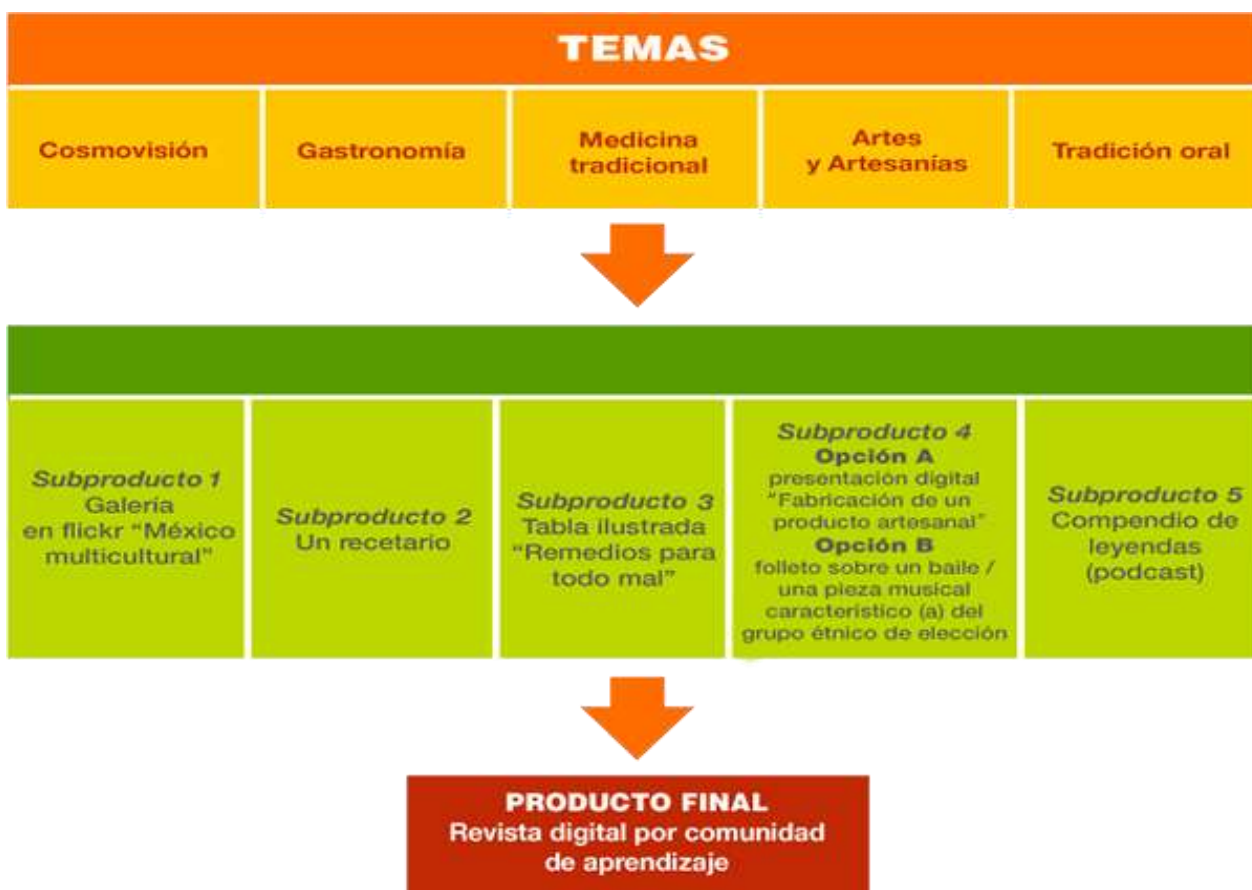 TEMAS
Cosmovisión
Gastronomía
Medicina
tradicional
Artes
y Artesanías
Tradición oral
Subproducto 1
Galería
en flickr “México
multicultural”
Subproducto 2
Un recetario
Subproducto 3
Tabla ilustrada
“Remedios para
todo mal”
Subproducto 4
Opción A
presentación digital
“Fabricación de un
producto artesanal”
Opción B
folleto sobre un baile /
una pieza musical
característico (a) del
grupo étnico de elección
Subproducto 5
Compendio de
leyendas
(podcast)
PRODUCTO FINAL
Revista digital por comunidad
de aprendizaje